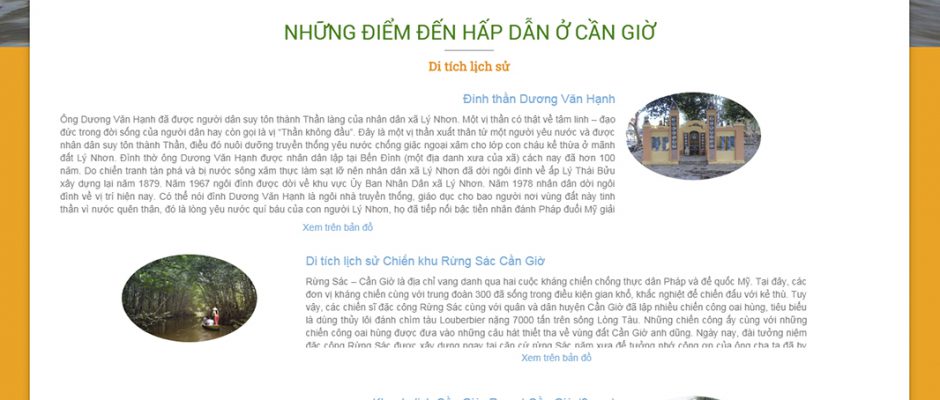 NHỮNG ĐIỂM ĐẾN HẤP DẪN Ở CẦN GIỜ
Di tích lịch sử
Đình thần Dương Văn Hạnh
Ông Dương Văn Hạnh đã được người dân suy tôn thành Thần làng của nhân dân xã Lý Nhơn. Một vị thần có thật về tâm linh – đạo
đức trong đời sống của người dân hay còn gọi là vị "Thần không đầu". Đây là một vị thần xuất thân từ một người yêu nước và được
nhân dân suy tôn thành Thần, điều đó nuôi dưỡng truyền thống yêu nước chống giặc ngoại xâm cho lớp con cháu kế thừa ở mảnh
đất Lý Nhơn. Đình thờ ông Dương Văn Hạnh được nhân dân lập tại Bến Đình (một địa danh xưa của xã) cách nay đã hơn 100
năm. Do chiến tranh tàn phá và bị nước sông xâm thực làm sạt lở nên nhân dân xã Lý Nhơn đã dời ngôi đình về ấp Lý Thái Bửu
xây dựng lại năm 1879. Năm 1967 ngôi đình được dời về khu vực Ủy Ban Nhân Dân xã Lý Nhơn. Năm 1978 nhân dân dời ngôi
đình về vị trí hiện nay. Có thể nói đình Dương Văn Hạnh là ngôi nhà truyền thống, giáo dục cho bao người nơi vùng đất này tinh
thần vì nước quên thân, đó là lòng yêu nước quí báu của con người Lý Nhơn, họ đã tiếp nối bậc tiền nhân đánh Pháp đuổi Mỹ giải
Xem trên bản đồ
Di tích lịch sử Chiến khu Rừng Sác Cần Giờ
Rừng Sác – Cần Giờ là địa chỉ vang danh qua hai cuộc kháng chiến chống thực dân Pháp và đế quốc Mỹ. Tại đây, các
đơn vị kháng chiến cùng với trung đoàn 300 đã sống trong điều kiện gian khổ, khắc nghiệt để chiến đấu với kẻ thù. Tuy
vậy, các chiến sĩ đặc công Rừng Sác cùng với quân và dân huyện Cần Giờ đã lập nhiều chiến công oai hùng, tiêu biểu
là dùng thủy lôi đánh chìm tàu Louberbier nặng 7000 tấn trên sông Lòng Tàu. Những chiến công ấy cùng với những
chiến công oai hùng được đưa vào những câu hát thiết tha về vùng đất Cần Giờ anh dũng. Ngày nay, đài tưởng niệm
đặc công Rừng Sác được xây dựng ngay tại căn cứ rừng Sác năm xưa để tưởng nhớ công ơn của ông cha ta đã hy
Xem trên bản đồ